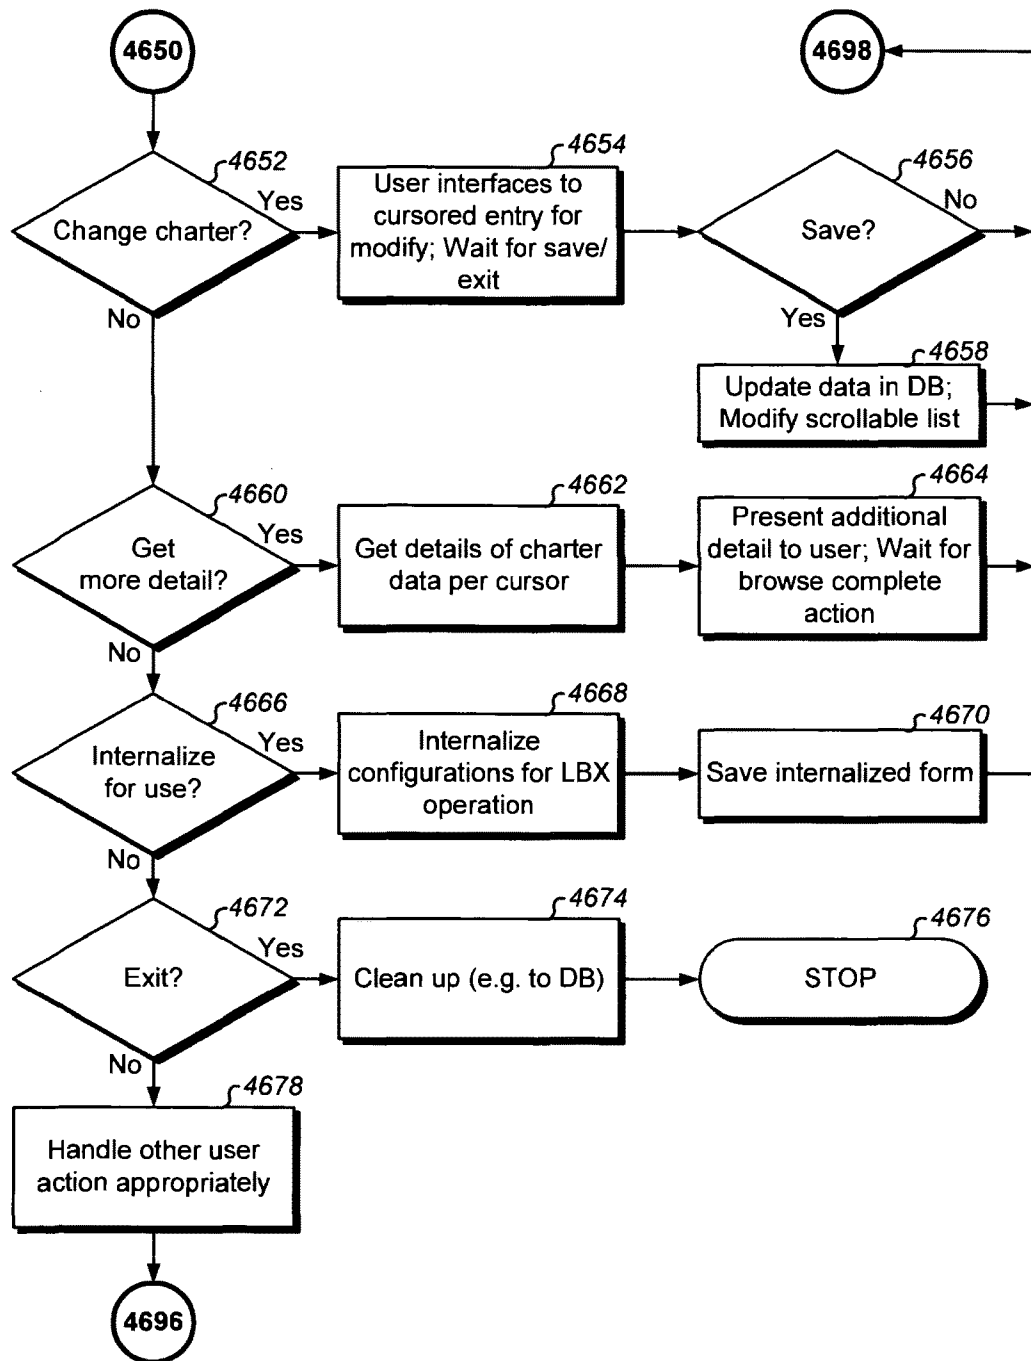 4650
4698
4652
Change charter?
Yes
No
4654
User interfaces to
cursored entry for
modify; Wait for save/
exit
4656
Save?
No
Yes
4658
Update data in DB;
Modify scrollable list
4660
Get
more detail?
Yes
No
4662
Get details of charter
data per cursor
4664
Present additional
detail to user; Wait for
browse complete
action
4666
Internalize
for use?
Yes
No
4668
Internalize
configurations for LBX
operation
4670
Save internalized form
4672
Exit?
Yes
No
4674
Clean up (e.g. to DB)
4676
STOP
4678
Handle other user
action appropriately
4696